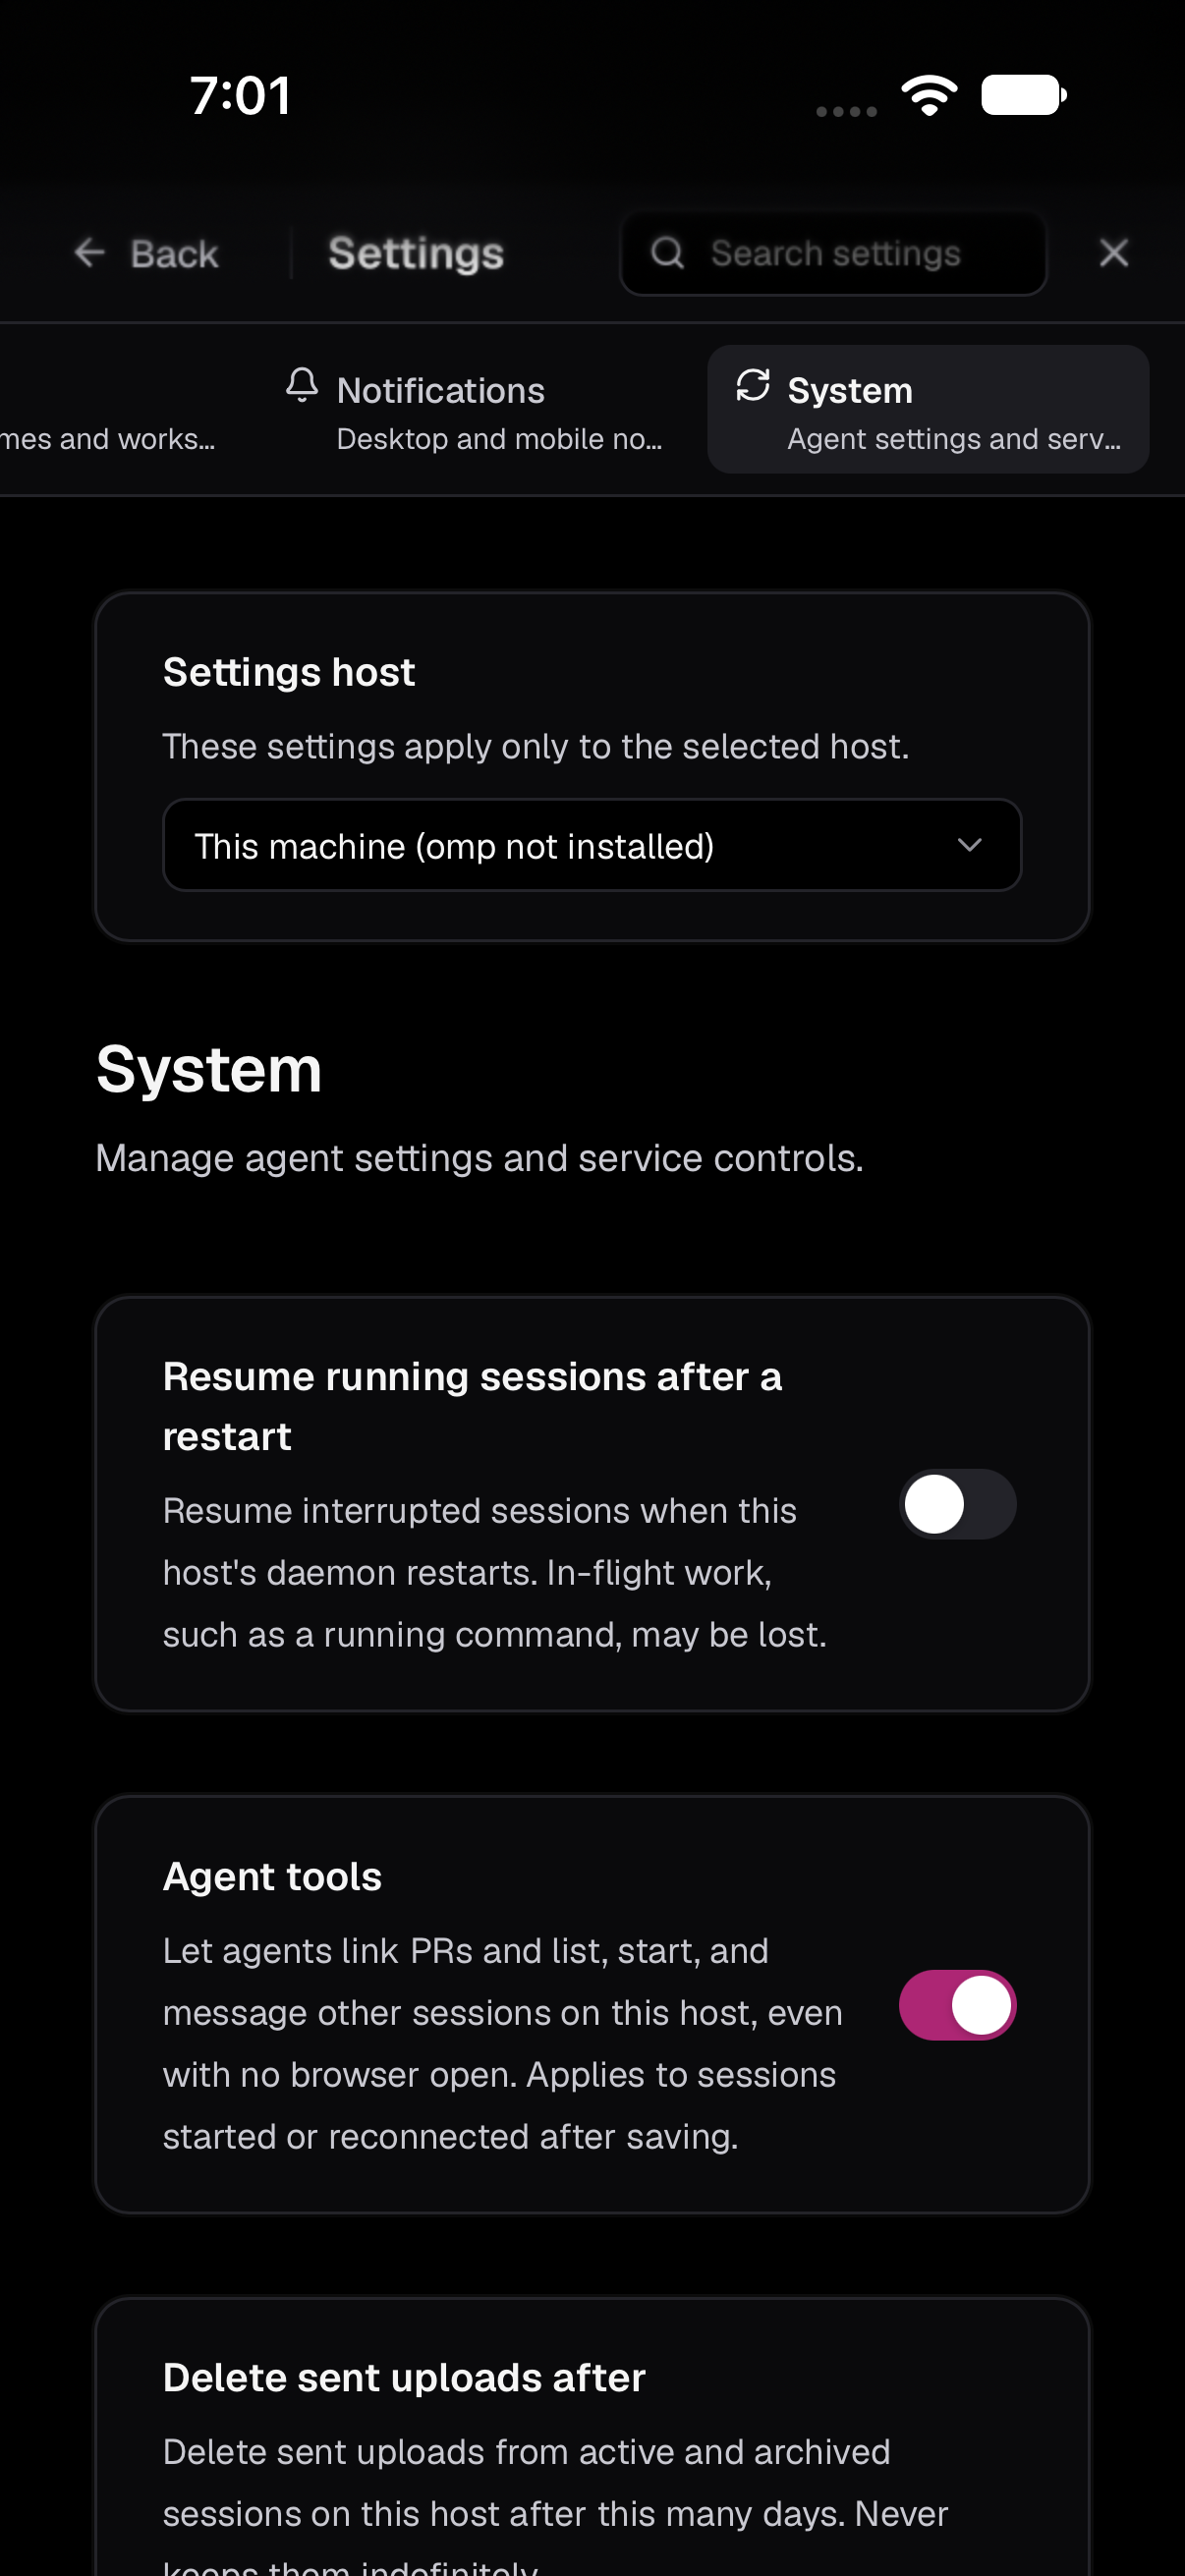 7:01
Back
Settings
Search settings
mes and works...
Notifications
Desktop and mobile no...
System
Agent settings and serv...
Settings host
These settings apply only to the selected host.
This machine (omp not installed)
System
Manage agent settings and service controls.
Resume running sessions after a
restart
Resume interrupted sessions when this
host's daemon restarts. In-flight work,
such as a running command, may be lost.
Agent tools
Let agents link PRs and list, start, and
message other sessions on this host, even
with no browser open. Applies to sessions
started or reconnected after saving.
Delete sent uploads after
Delete sent uploads from active and archived
sessions on this host after this many days. Never
keeps them indefinitely.